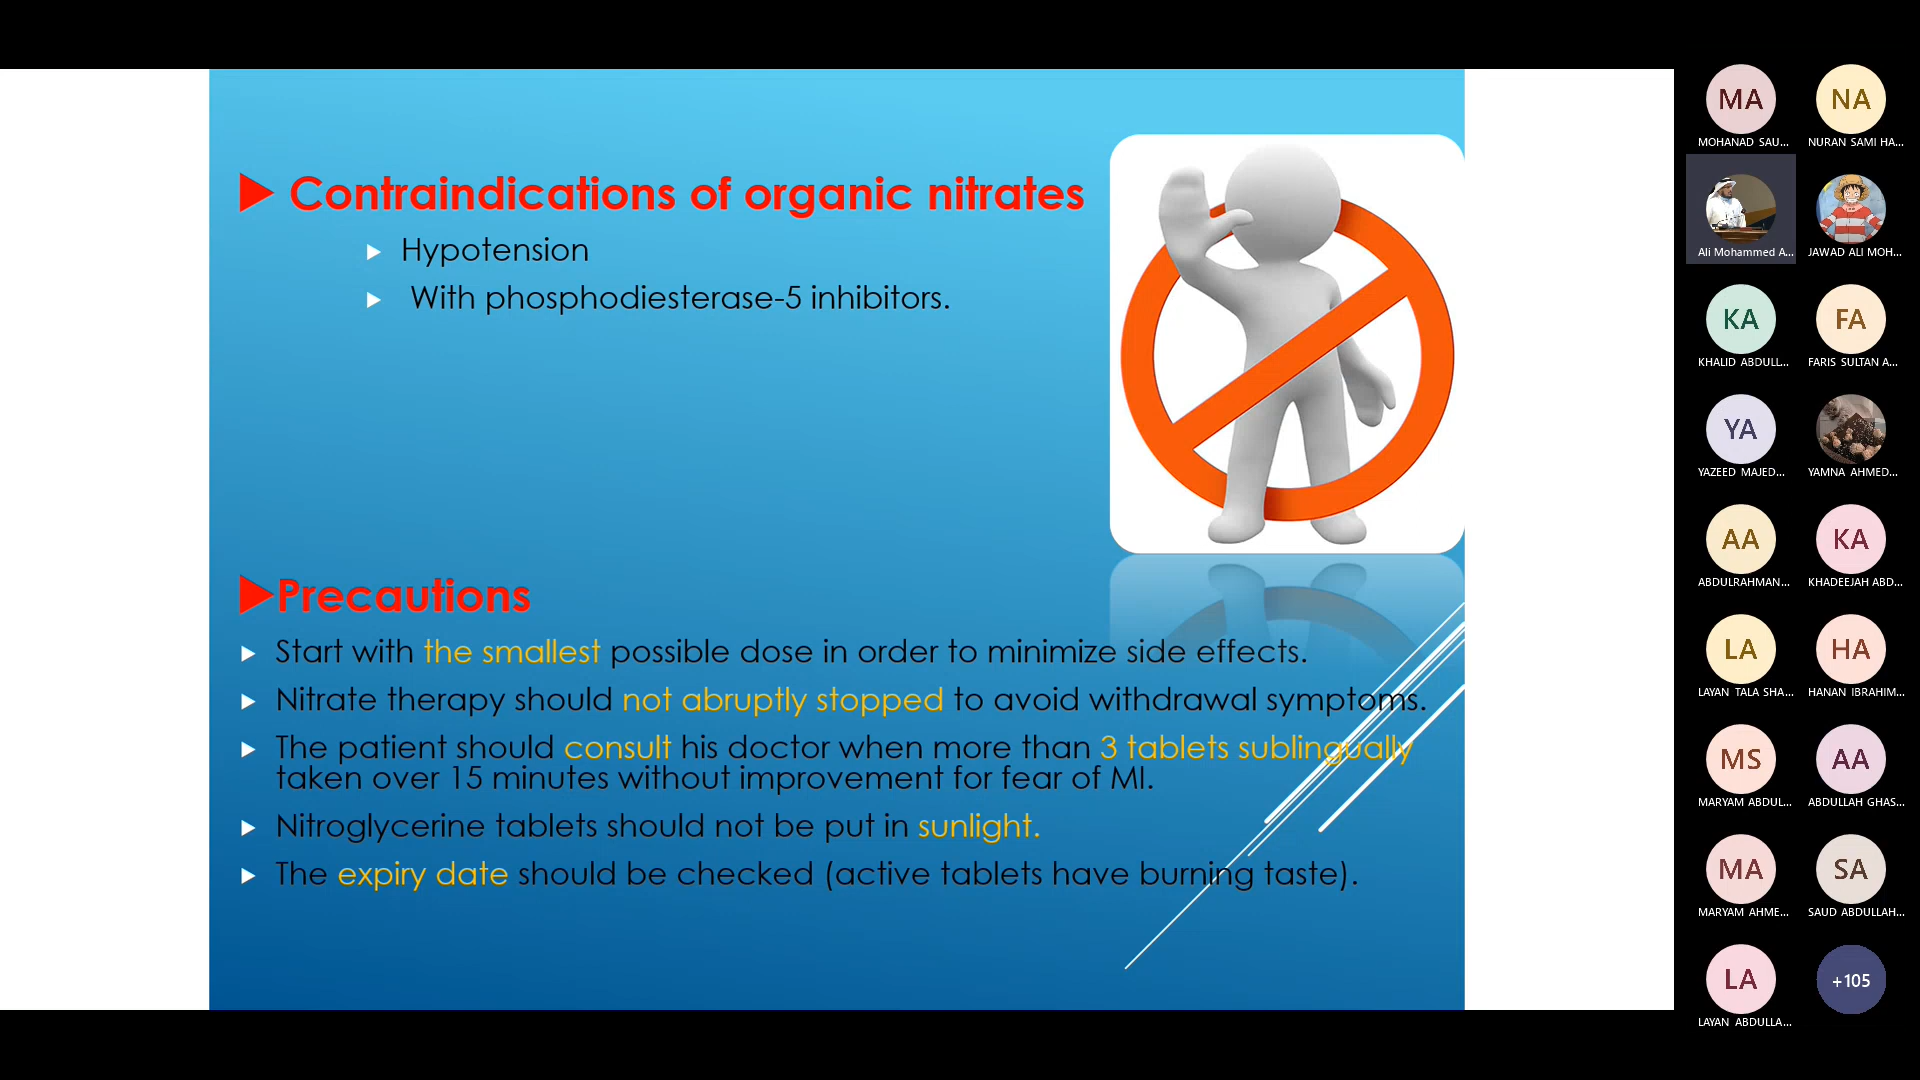 Contraindications of organic nitrates
Hypotension
With phosphodiesterase-5 inhibitors.
Precautions
Start with the smallest possible dose in order to minimize side effects.
Nitrate therapy should not abruptly stopped to avoid withdrawal symptoms.
The patient should consult his doctor when more than 3 tablets sublingually
taken over 15 minutes without improvement for fear of MI.
Nitroglycerine tablets should not be put in sunlight.
The expiry date should be checked (active tablets have burning taste).
MA
MOHANAD SAU...
NA
NURAN SAMI HA...
Ali Mohammed A...
JAWAD ALI MOH...
KA
KHALID ABDULL...
FA
FARIS SULTAN A...
YA
YAZEED MAJED...
YAMNA AHMED...
AA
ABDULRAHMAN...
KA
KHADEEJAH ABD...
LA
LAYAN TALA SHA...
HA
HANAN IBRAHIM...
MS
MARYAM ABDUL...
AA
ABDULLAH GHAS...
MA
MARYAM AHME...
SA
SAUD ABDULLAH...
LA
LAYAN ABDULLA...
+105